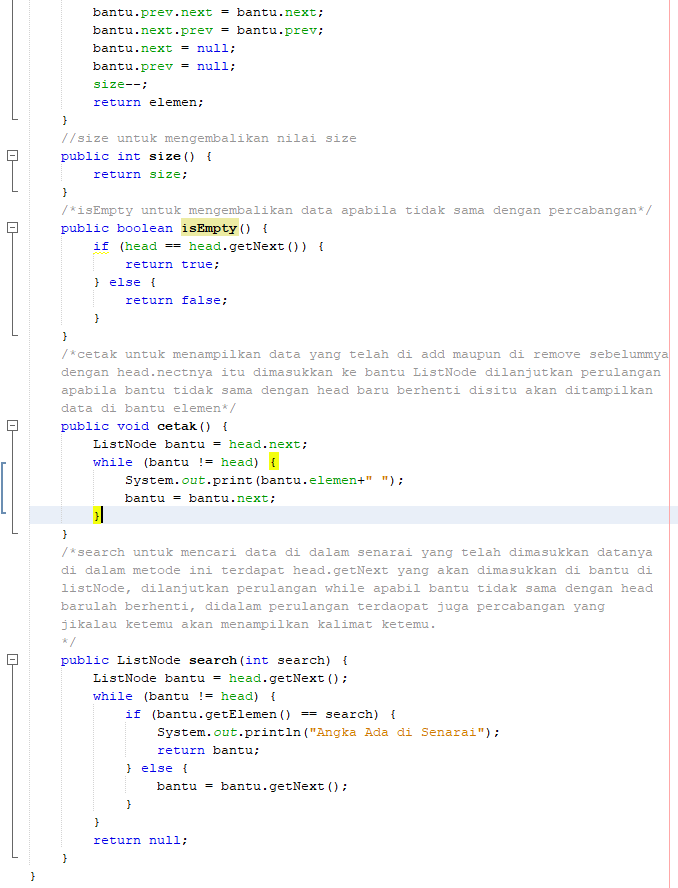 bantu.prev.next = bantu.next;
bantu.next.prev = bantu.prev;
bantu.next = null;
bantu.prev = null;
size--;
return elemen;
}
//size untuk mengembalikan nilai size
public int size() {
return size;
}
/*isEmpty untuk mengembalikan data apabila tidak sama dengan percabangan*/
public boolean isEmpty() {
if (head == head.getNext()) {
return true;
} else {
return false;
}
}
/*cetak untuk menampilkan data yang telah di add maupun di remove sebelummya
dengan head.nectnya itu dimasukkan ke bantu ListNode dilanjutkan perulangan
apabila bantu tidak sama dengan head baru berhenti disitu akan ditampilkan
data di bantu elemen*/
public void cetak() {
ListNode bantu = head.next;
while (bantu != head) {
System.out.print(bantu.elemen+" ");
bantu = bantu.next;
}
}
/*search untuk mencari data di dalam senarai yang telah dimasukkan datanya
di dalam metode ini terdapat head.getNext yang akan dimasukkan di bantu di
listNode, dilanjutkan perulangan while apabil bantu tidak sama dengan head
barulah berhenti, didalam perulangan terdaopat juga percabangan yang
jikalau ketemu akan menampilkan kalimat ketemu.
*/
public ListNode search(int search) {
ListNode bantu = head.getNext();
while (bantu != head) {
if (bantu.getElemen() == search) {
System.out.println("Angka Ada di Senarai");
return bantu;
} else {
bantu = bantu.getNext();
}
}
return null;
}
}